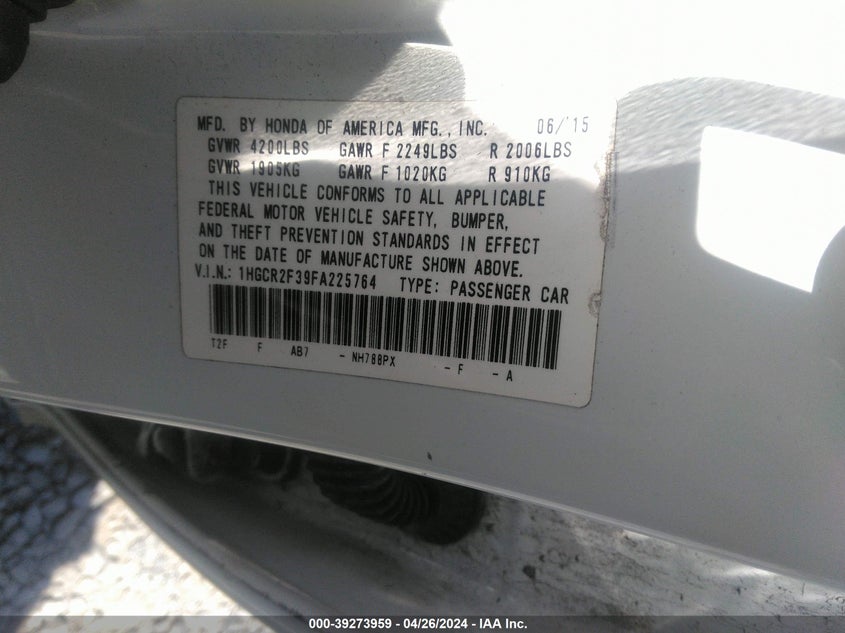 MFD. BY HONDA OF AMERICA MFG., INC. 06/'15
GVWR 4200LBS GAWR F 2249LBS R 2006LBS
GVWR 1905KG GAWR F 1020KG R 910KG
THIS VEHICLE CONFORMS TO ALL APPLICABLE
FEDERAL MOTOR VEHICLE SAFETY, BUMPER,
AND THEFT PREVENTION STANDARDS IN EFFECT
ON THE DATE OF MANUFACTURE SHOWN ABOVE.
V.I.N.: 1HGCR2F39FA225764 TYPE: PASSENGER CAR
T2F F AB7 - NH788PX - F - A
000-39273959 - 04/26/2024 - IAA Inc.